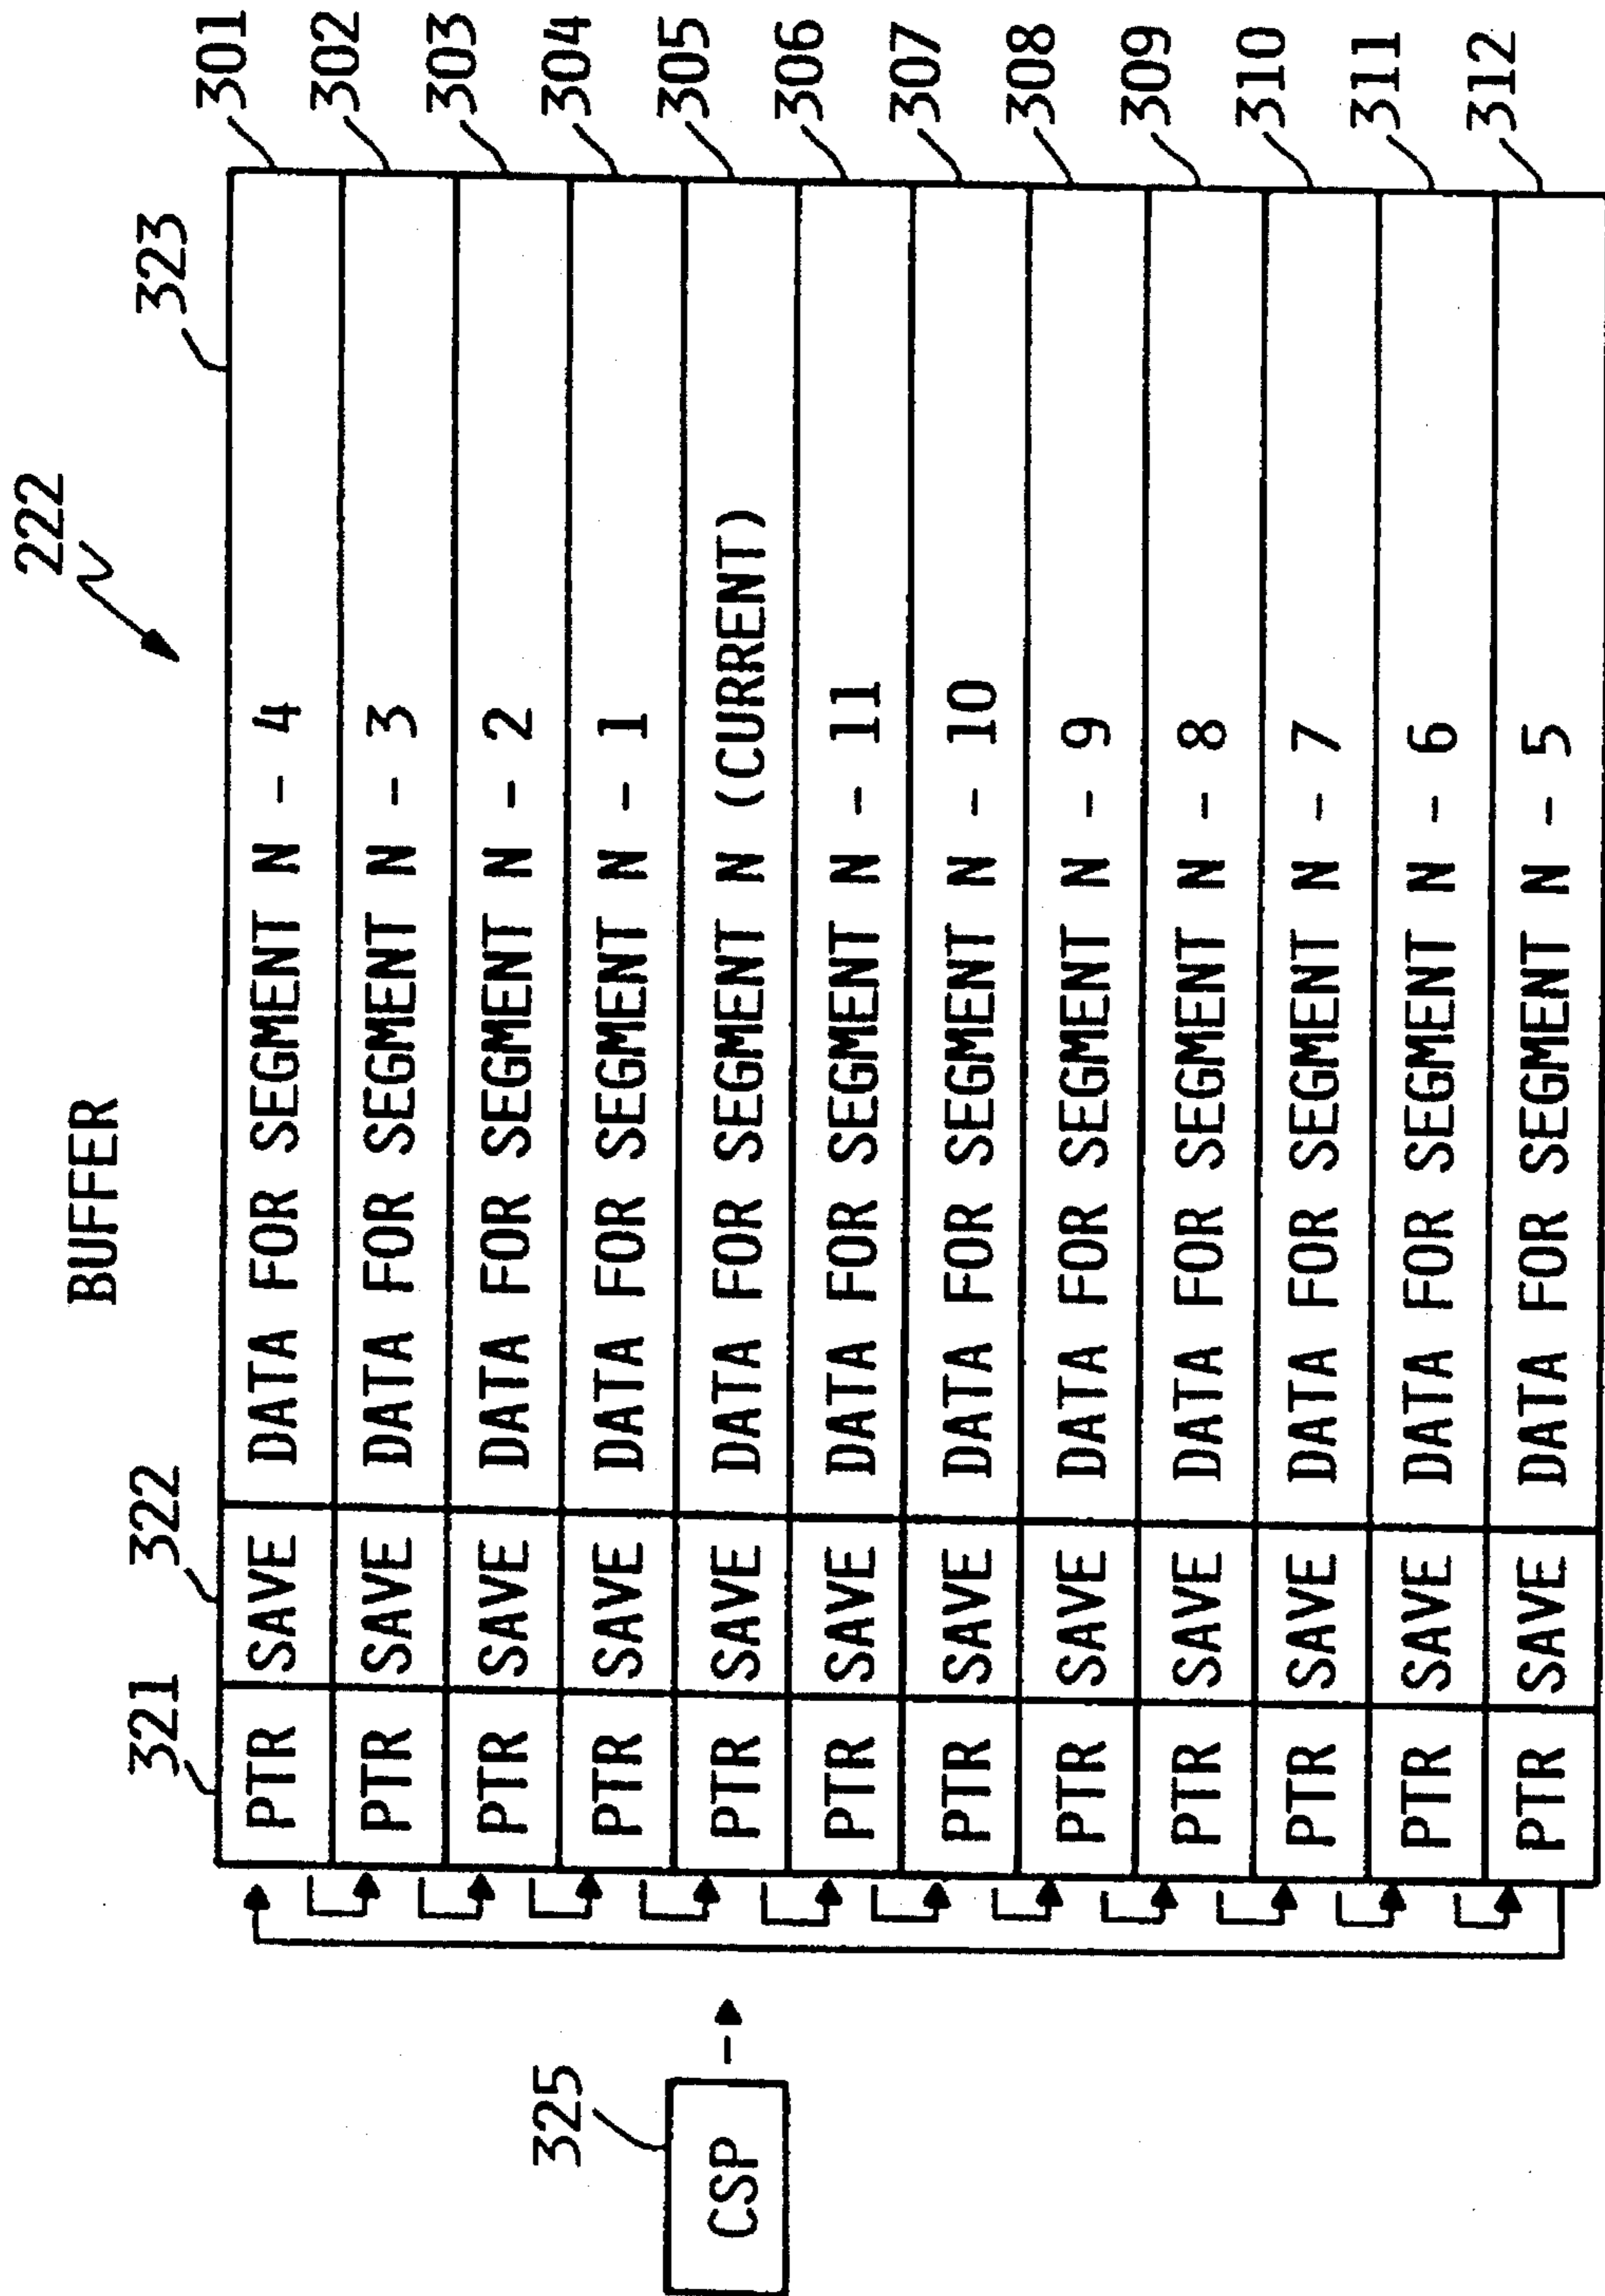 222
BUFFER
321
322
323
PTR SAVE DATA FOR SEGMENT N - 4 301
PTR SAVE DATA FOR SEGMENT N - 3 302
PTR SAVE DATA FOR SEGMENT N - 2 303
PTR SAVE DATA FOR SEGMENT N - 1 304
325
CSP
PTR SAVE DATA FOR SEGMENT N (CURRENT) 305
PTR SAVE DATA FOR SEGMENT N - 11 306
PTR SAVE DATA FOR SEGMENT N - 10 307
PTR SAVE DATA FOR SEGMENT N - 9 308
PTR SAVE DATA FOR SEGMENT N - 8 309
PTR SAVE DATA FOR SEGMENT N - 7 310
PTR SAVE DATA FOR SEGMENT N - 6 311
PTR SAVE DATA FOR SEGMENT N - 5 312